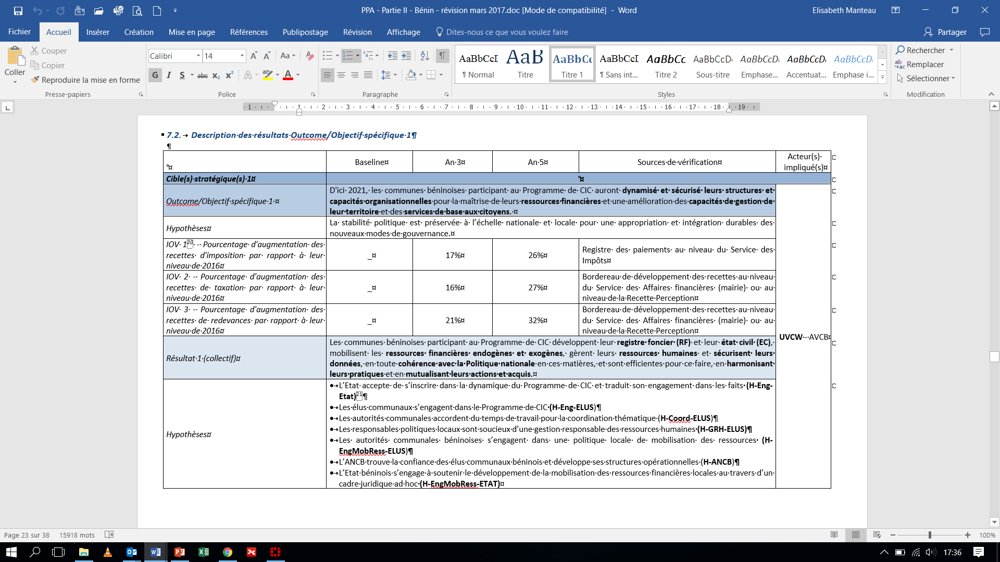 PPA - Partie II - Bénin - révision mars 2017.doc [Mode de compatibilité] - Word
Elisabeth Manteau
Fichier
Accueil
Insérer
Création
Mise en page
Références
Publipostage
Révision
Affichage
Dites-nous ce que vous voulez faire
Partager
Coller
Couper
Copier
Reproduire la mise en forme
Presse-papiers
Calibri
14
Police
Paragraphe
AaBbCcI
¶ Normal
AaB
Titre
AaBbCc
Titre 1
AaBbCcI
¶ Sans int...
AaBbCc
Titre 2
AaBbCcD
Sous-titre
AaBbCcD
Emphase...
AaBbCcD
Accentuat...
AaBbCcD
Emphase i...
Styles
Rechercher
Remplacer
Sélectionner
Modification
1 1 2 3 4 5 6 7 8 9 10 11 12 13 14 15 16 17 18 19
7.2.→ Description·des·résultats·Outcome/Objectif·spécifique·1¶
¶
°¤
Baseline¤
An·3¤
An·5¤
Sources·de·vérification¤
Acteur(s)·
impliqué(s)¤
Cible(s)·stratégique(s)·1¤
°¤
Outcome/Objectif·spécifique·1·¤
D'ici· 2021,· les· communes· béninoises· participant· au· Programme· de· CIC· auront· dynamisé· et· sécurisé· leurs· structures· et·
capacités·organisationnelles·pour·la·maîtrise·de·leurs·ressources·financières·et·une·amélioration·des·capacités·de·gestion·de·
leur·territoire·et·des·services·de·base·aux·citoyens.·¤
Hypothèses¤
La· stabilité· politique· est· préservée· à· l'échelle· nationale· et· locale· pour· une· appropriation· et· intégration· durables· des·
nouveaux·modes·de·gouvernance.¤
IOV· 120· -· Pourcentage· d'augmentation· des·
recettes· d'imposition· par· rapport· à· leur·
niveau·de·2016¤
_¤
17%¤
26%¤
Registre· des· paiements· au· niveau· du· Service· des·
Impôts¤
IOV· 2· -· Pourcentage· d'augmentation· des·
recettes· de· taxation· par· rapport· à· leur·
niveau·de·2016¤
_¤
16%¤
27%¤
Bordereau·de·développement·des·recettes·au·niveau·
du· Service· des· Affaires· financières· (mairie)· ou· au·
niveau·de·la·Recette·Perception¤
IOV· 3· -· Pourcentage· d'augmentation· des·
recettes· de· redevances· par· rapport· à· leur·
niveau·de·2016¤
_¤
21%¤
32%¤
Bordereau·de·développement·des·recettes·au·niveau·
du· Service· des· Affaires· financières· (mairie)· ou· au·
niveau·de·la·Recette·Perception¤
UVCW·-·AVCB¤
Résultat·1·(collectif)¤
Les· communes· béninoises· participant· au· Programme· de· CIC· développent· leur· registre· foncier· (RF)· et· leur· état· civil· (EC),·
mobilisent· les· ressources· financières· endogènes· et· exogènes,· gèrent· leurs· ressources· humaines· et· sécurisent· leurs·
données,·en·toute·cohérence·avec·la·Politique·nationale·en·ces·matières,·et·sont·efficientes·pour·ce·faire,·en·harmonisant·
leurs·pratiques·et·en·mutualisant·leurs·actions·et·acquis.¤
Hypothèses¤
●→L'Etat· accepte· de· s'inscrire· dans· la· dynamique· du· Programme· de· CIC· et· traduit· son· engagement· dans· les· faits· (H-Eng-
Etat)21¶
●→Les·élus·communaux·s'engagent·dans·le·Programme·de·CIC·(H-Eng-ELUS)¶
●→Les·autorités·communales·accordent·du·temps·de·travail·pour·la·coordination·thématique·(H-Coord-ELUS)¶
●→Les·responsables·politiques·locaux·sont·soucieux·d'une·gestion·responsable·des·ressources·humaines·(H-GRH-ELUS)¶
●→Les· autorités· communales· béninoises· s'engagent· dans· une· politique· locale· de· mobilisation· des· ressources· (H-
EngMobRess-ELUS)¶
●→L'ANCB·trouve·la·confiance·des·élus·communaux·béninois·et·développe·ses·structures·opérationnelles·(H-ANCB)¶
●→L'Etat·béninois·s'engage·à·soutenir·le·développement·de·la·mobilisation·des·ressources·financières·locales·au·travers·d'un·
cadre·juridique·ad·hoc·(H-EngMobRess-ETAT)¤
Page 23 sur 38
15918 mots
100%
17:36